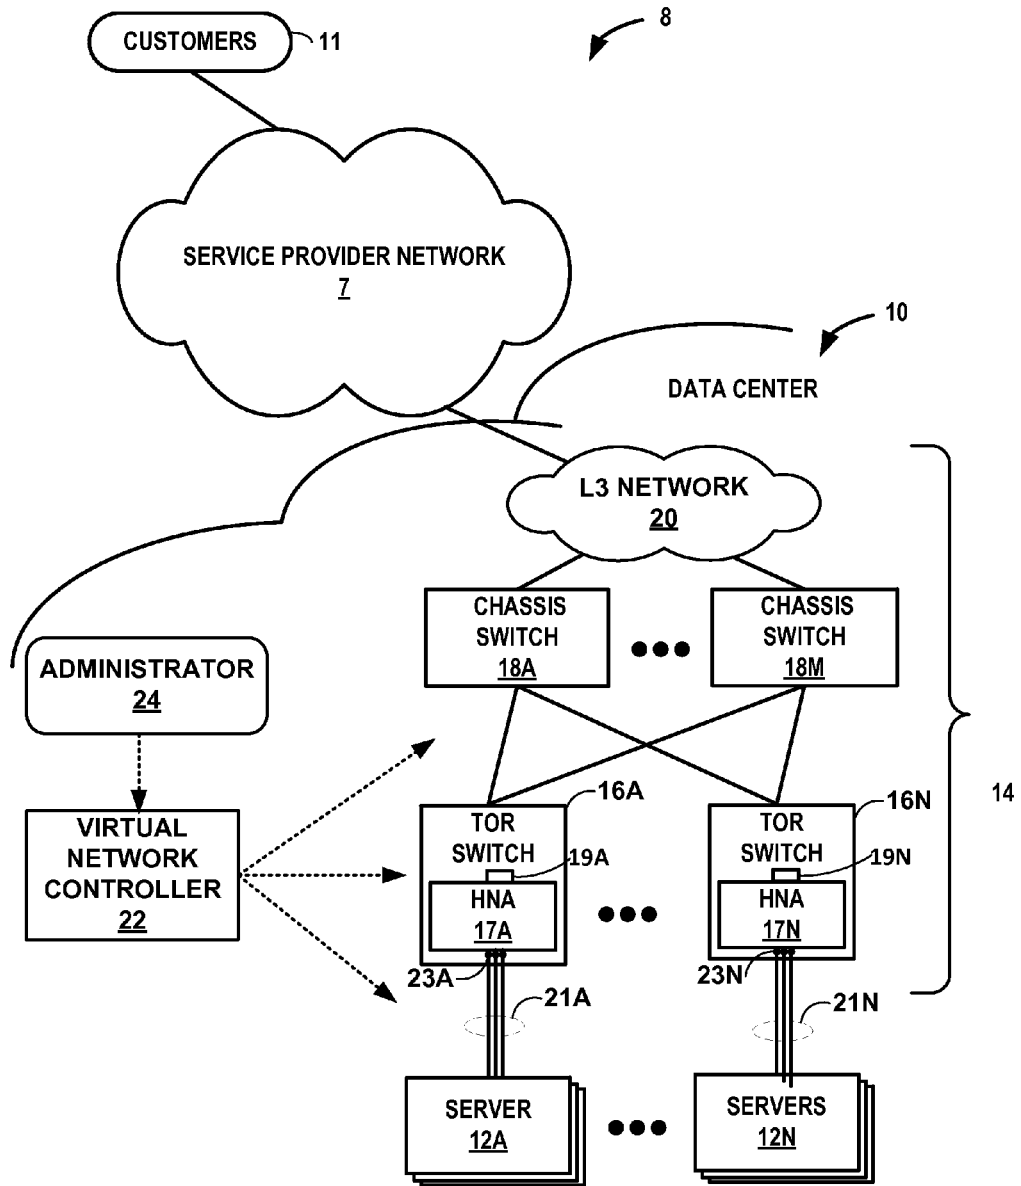 CUSTOMERS
11
8
SERVICE PROVIDER NETWORK
7
10
DATA CENTER
L3 NETWORK
20
CHASSIS
SWITCH
18A
CHASSIS
SWITCH
18M
ADMINISTRATOR
24
14
VIRTUAL
NETWORK
CONTROLLER
22
16A
TOR
SWITCH
19A
HNA
17A
16N
TOR
SWITCH
19N
HNA
17N
23A
23N
21A
21N
SERVER
12A
SERVERS
12N